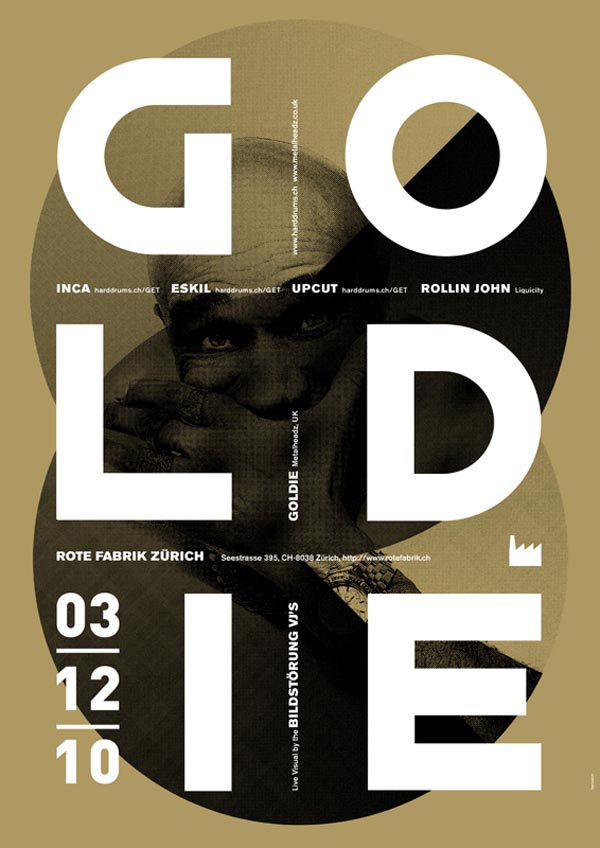 GO
www.harddrums.ch www.metalheadz.co.uk
INCA harddrums.ch/GET ESKIL harddrums.ch/GET UPCUT harddrums.ch/GET ROLLIN JOHN Liquicity
LD
GOLDIE Metalheadz, UK
ROTE FABRIK ZÜRICH Seestrasse 395, CH-8038 Zürich, http://www.rotefabrik.ch
03
12
10
IE
Live Visual by the BILDSTÖRUNG VJ'S